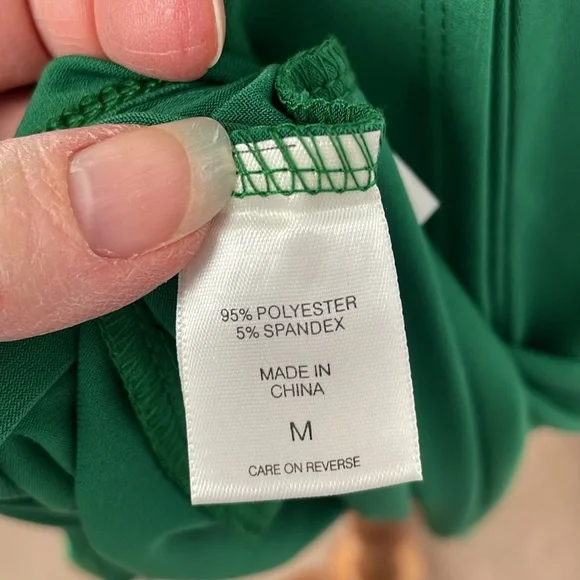 95% POLYESTER
5% SPANDEX
MADE IN
CHINA
M
CARE ON REVERSE